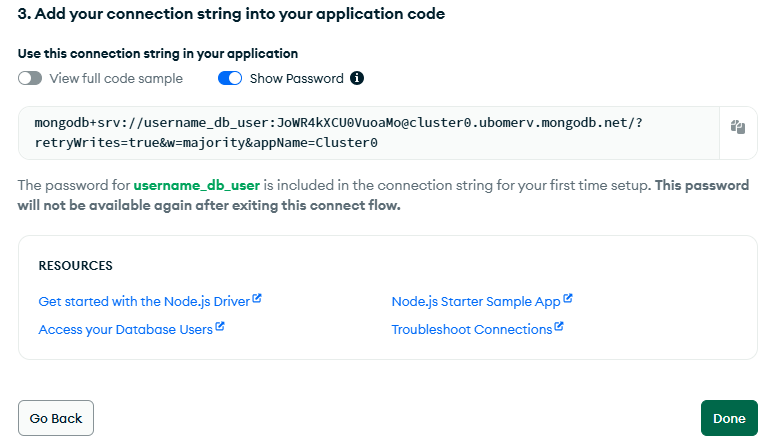 3. Add your connection string into your application code
Use this connection string in your application
View full code sample
Show Password
mongodb+srv://username_db_user:JoWR4kXCU0VuoaMo@cluster0.ubomerv.mongodb.net/?
retryWrites=true&w=majority&appName=Cluster0
The password for username_db_user is included in the connection string for your first time setup. This password
will not be available again after exiting this connect flow.
RESOURCES
Get started with the Node.js Driver
Node.js Starter Sample App
Access your Database Users
Troubleshoot Connections
Go Back
Done